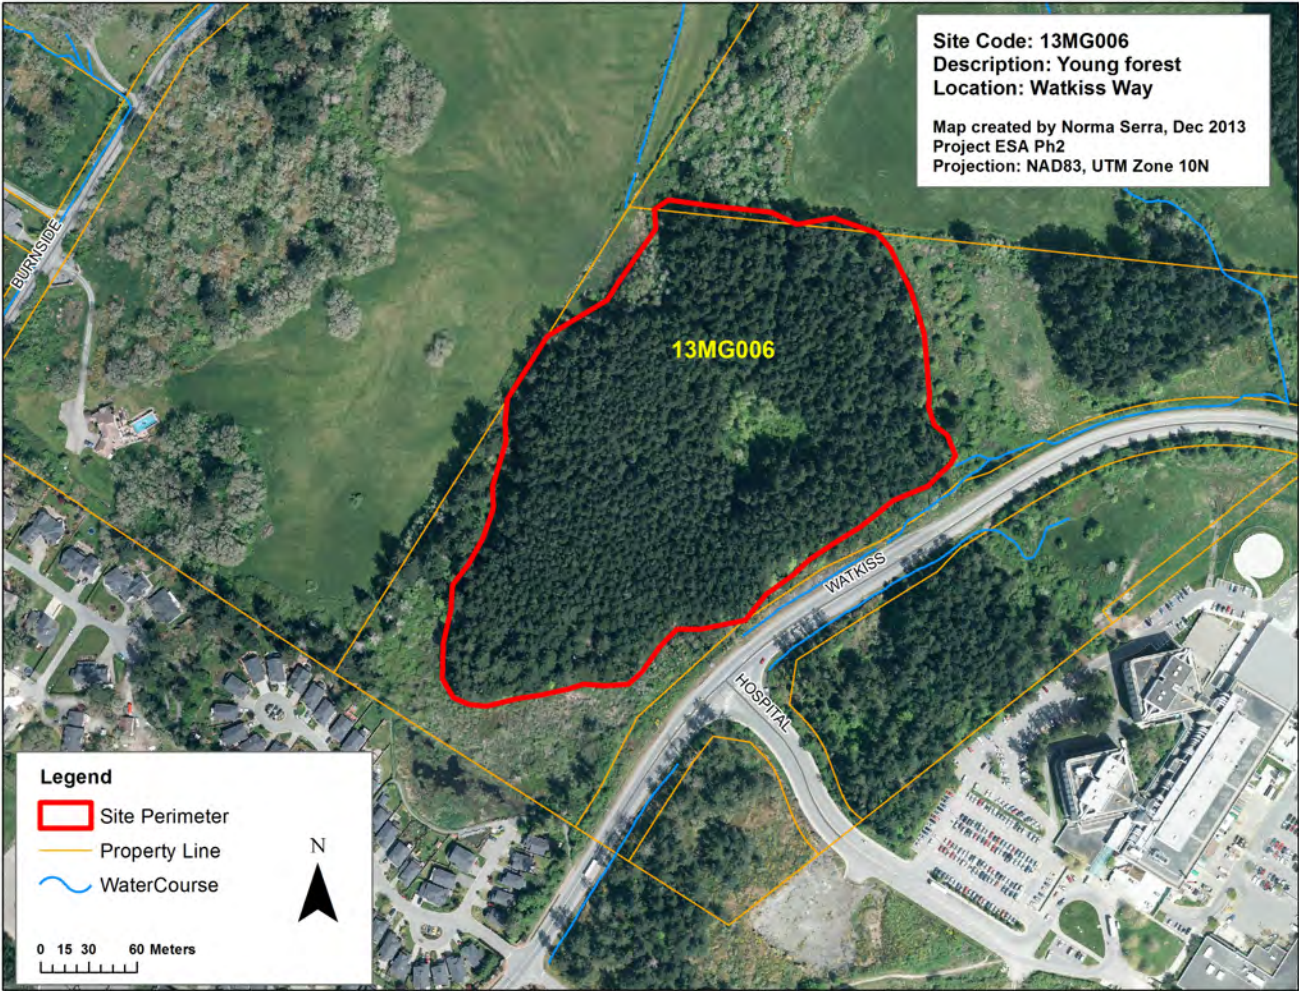 Site Code: 13MG006
Description: Young forest
Location: Watkiss Way
Map created by Norma Serra, Dec 2013
Project ESA Ph2
Projection: NAD83, UTM Zone 10N
BURNSIDE
13MG006
WATKISS
HOSPITAL
Legend
Site Perimeter
Property Line
WaterCourse
N
0 15 30 60 Meters